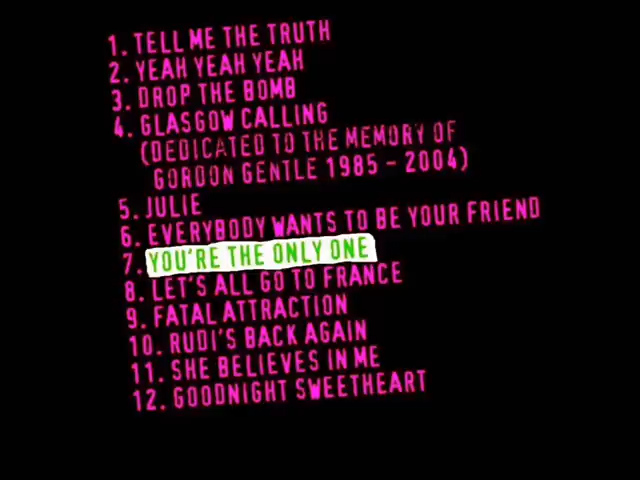 1. TELL ME THE TRUTH
2. YEAH YEAH YEAH
3. DROP THE BOMB
4. GLASGOW CALLING
(DEDICATED TO THE MEMORY OF
GORDON GENTLE 1985 - 2004)
5. JULIE
6. EVERYBODY WANTS TO BE YOUR FRIEND
7. YOU'RE THE ONLY ONE
8. LET'S ALL GO TO FRANCE
9. FATAL ATTRACTION
10. RUDI'S BACK AGAIN
11. SHE BELIEVES IN ME
12. GOODNIGHT SWEETHEART